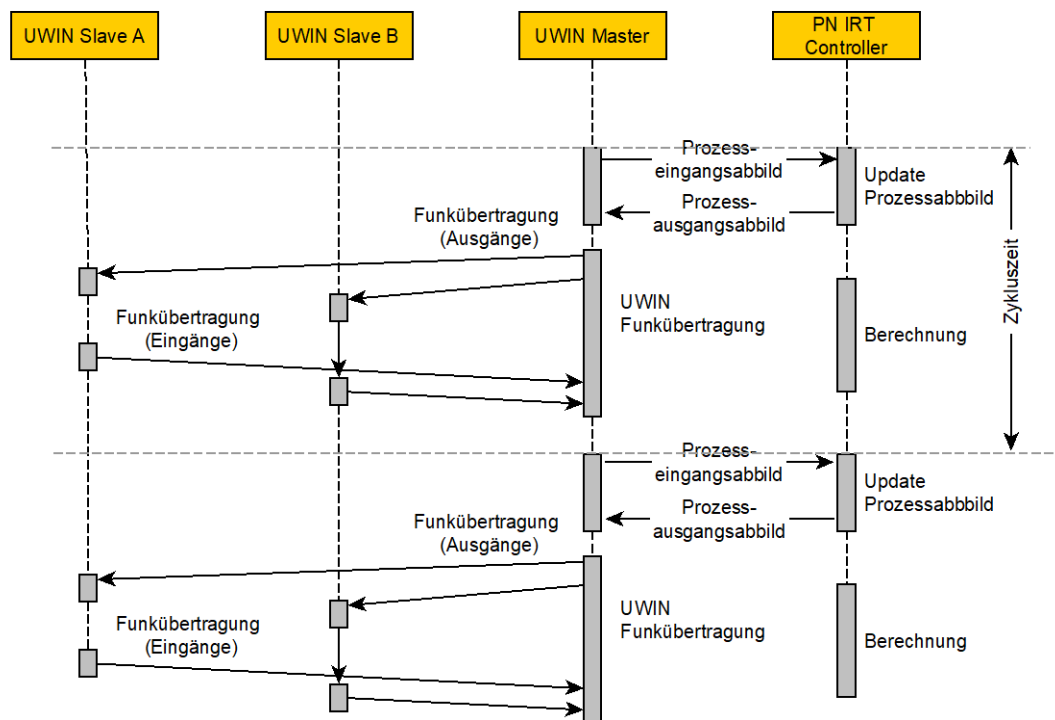 UWIN Slave A
UWIN Slave B
UWIN Master
PN IRT
Controller
Prozess-
eingangsabbild
Update
Prozessabbbild
Prozess-
ausgangsabbild
Funkübertragung
(Ausgänge)
Zykluszeit
Funkübertragung
(Eingänge)
UWIN
Funkübertragung
Berechnung
Prozess-
eingangsabbild
Update
Prozessabbbild
Prozess-
ausgangsabbild
Funkübertragung
(Ausgänge)
Funkübertragung
(Eingänge)
UWIN
Funkübertragung
Berechnung